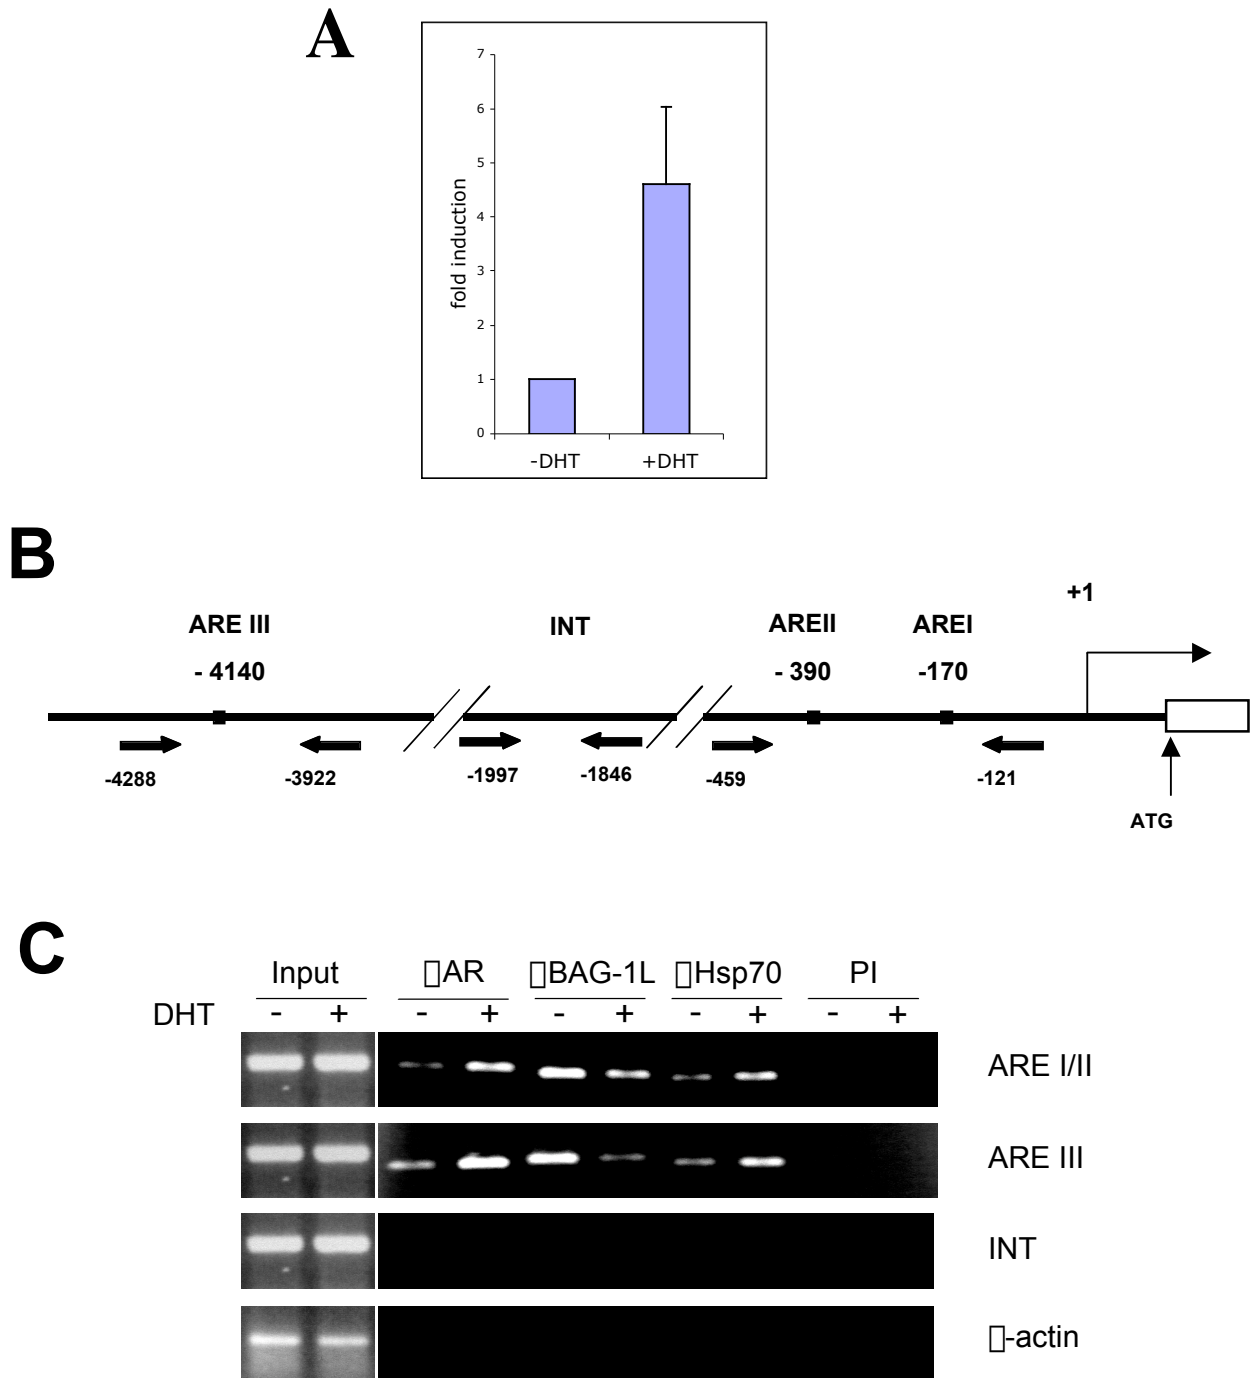 A
7
6
5
4
3
2
1
0
fold induction
-DHT +DHT
B
+1
ARE III INT AREII AREI
- 4140 - 390 -170
-4288 -3922 -1997 -1846 -459 -121
ATG
C
Input ▯AR ▯BAG-1L ▯Hsp70 PI
DHT - + - + - + - + - +
ARE I/II
ARE III
INT
▯-actin